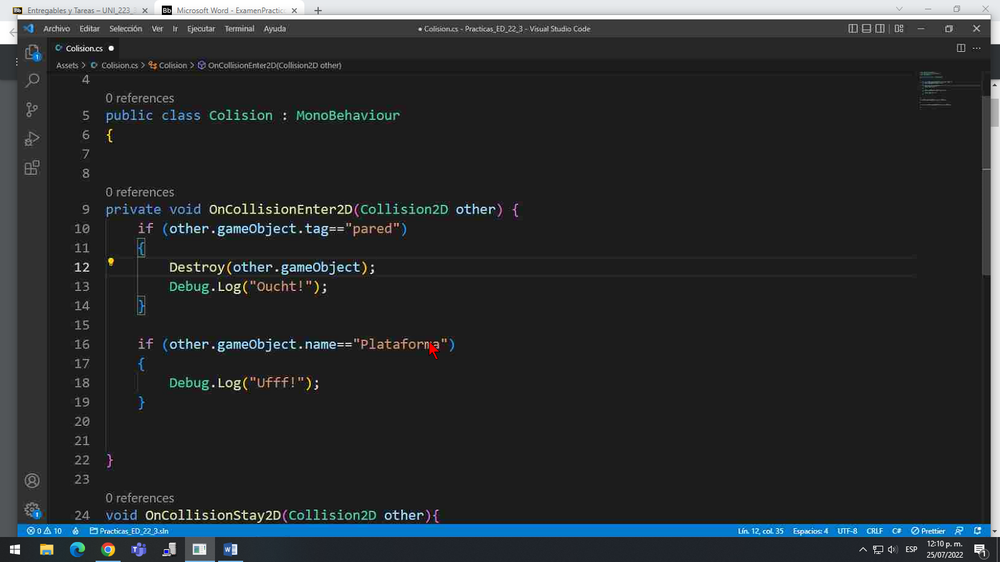 Entregables y Tareas – UNI_223_
Microsoft Word - ExamenPractico
Archivo Editar Selección Ver Ir Ejecutar Terminal Ayuda
● Colision.cs - Practicas_ED_22_3 - Visual Studio Code
Colision.cs
Assets > Colision.cs > Colision > OnCollisionEnter2D(Collision2D other)
4
0 references
5 public class Colision : MonoBehaviour
6 {
7
8
0 references
9 private void OnCollisionEnter2D(Collision2D other) {
10 if (other.gameObject.tag=="pared")
11 {
12 Destroy(other.gameObject);
13 Debug.Log("Oucht!");
14 }
15
16 if (other.gameObject.name=="Plataforma")
17 {
18 Debug.Log("Ufff!");
19 }
20
21
22 }
23
0 references
24 void OnCollisionStay2D(Collision2D other){
0 10 Practicas_ED_22_3.sln Lín. 12, col. 35 Espacios: 4 UTF-8 CRLF C# Prettier
ESP
12:10 p. m.
25/07/2022
1